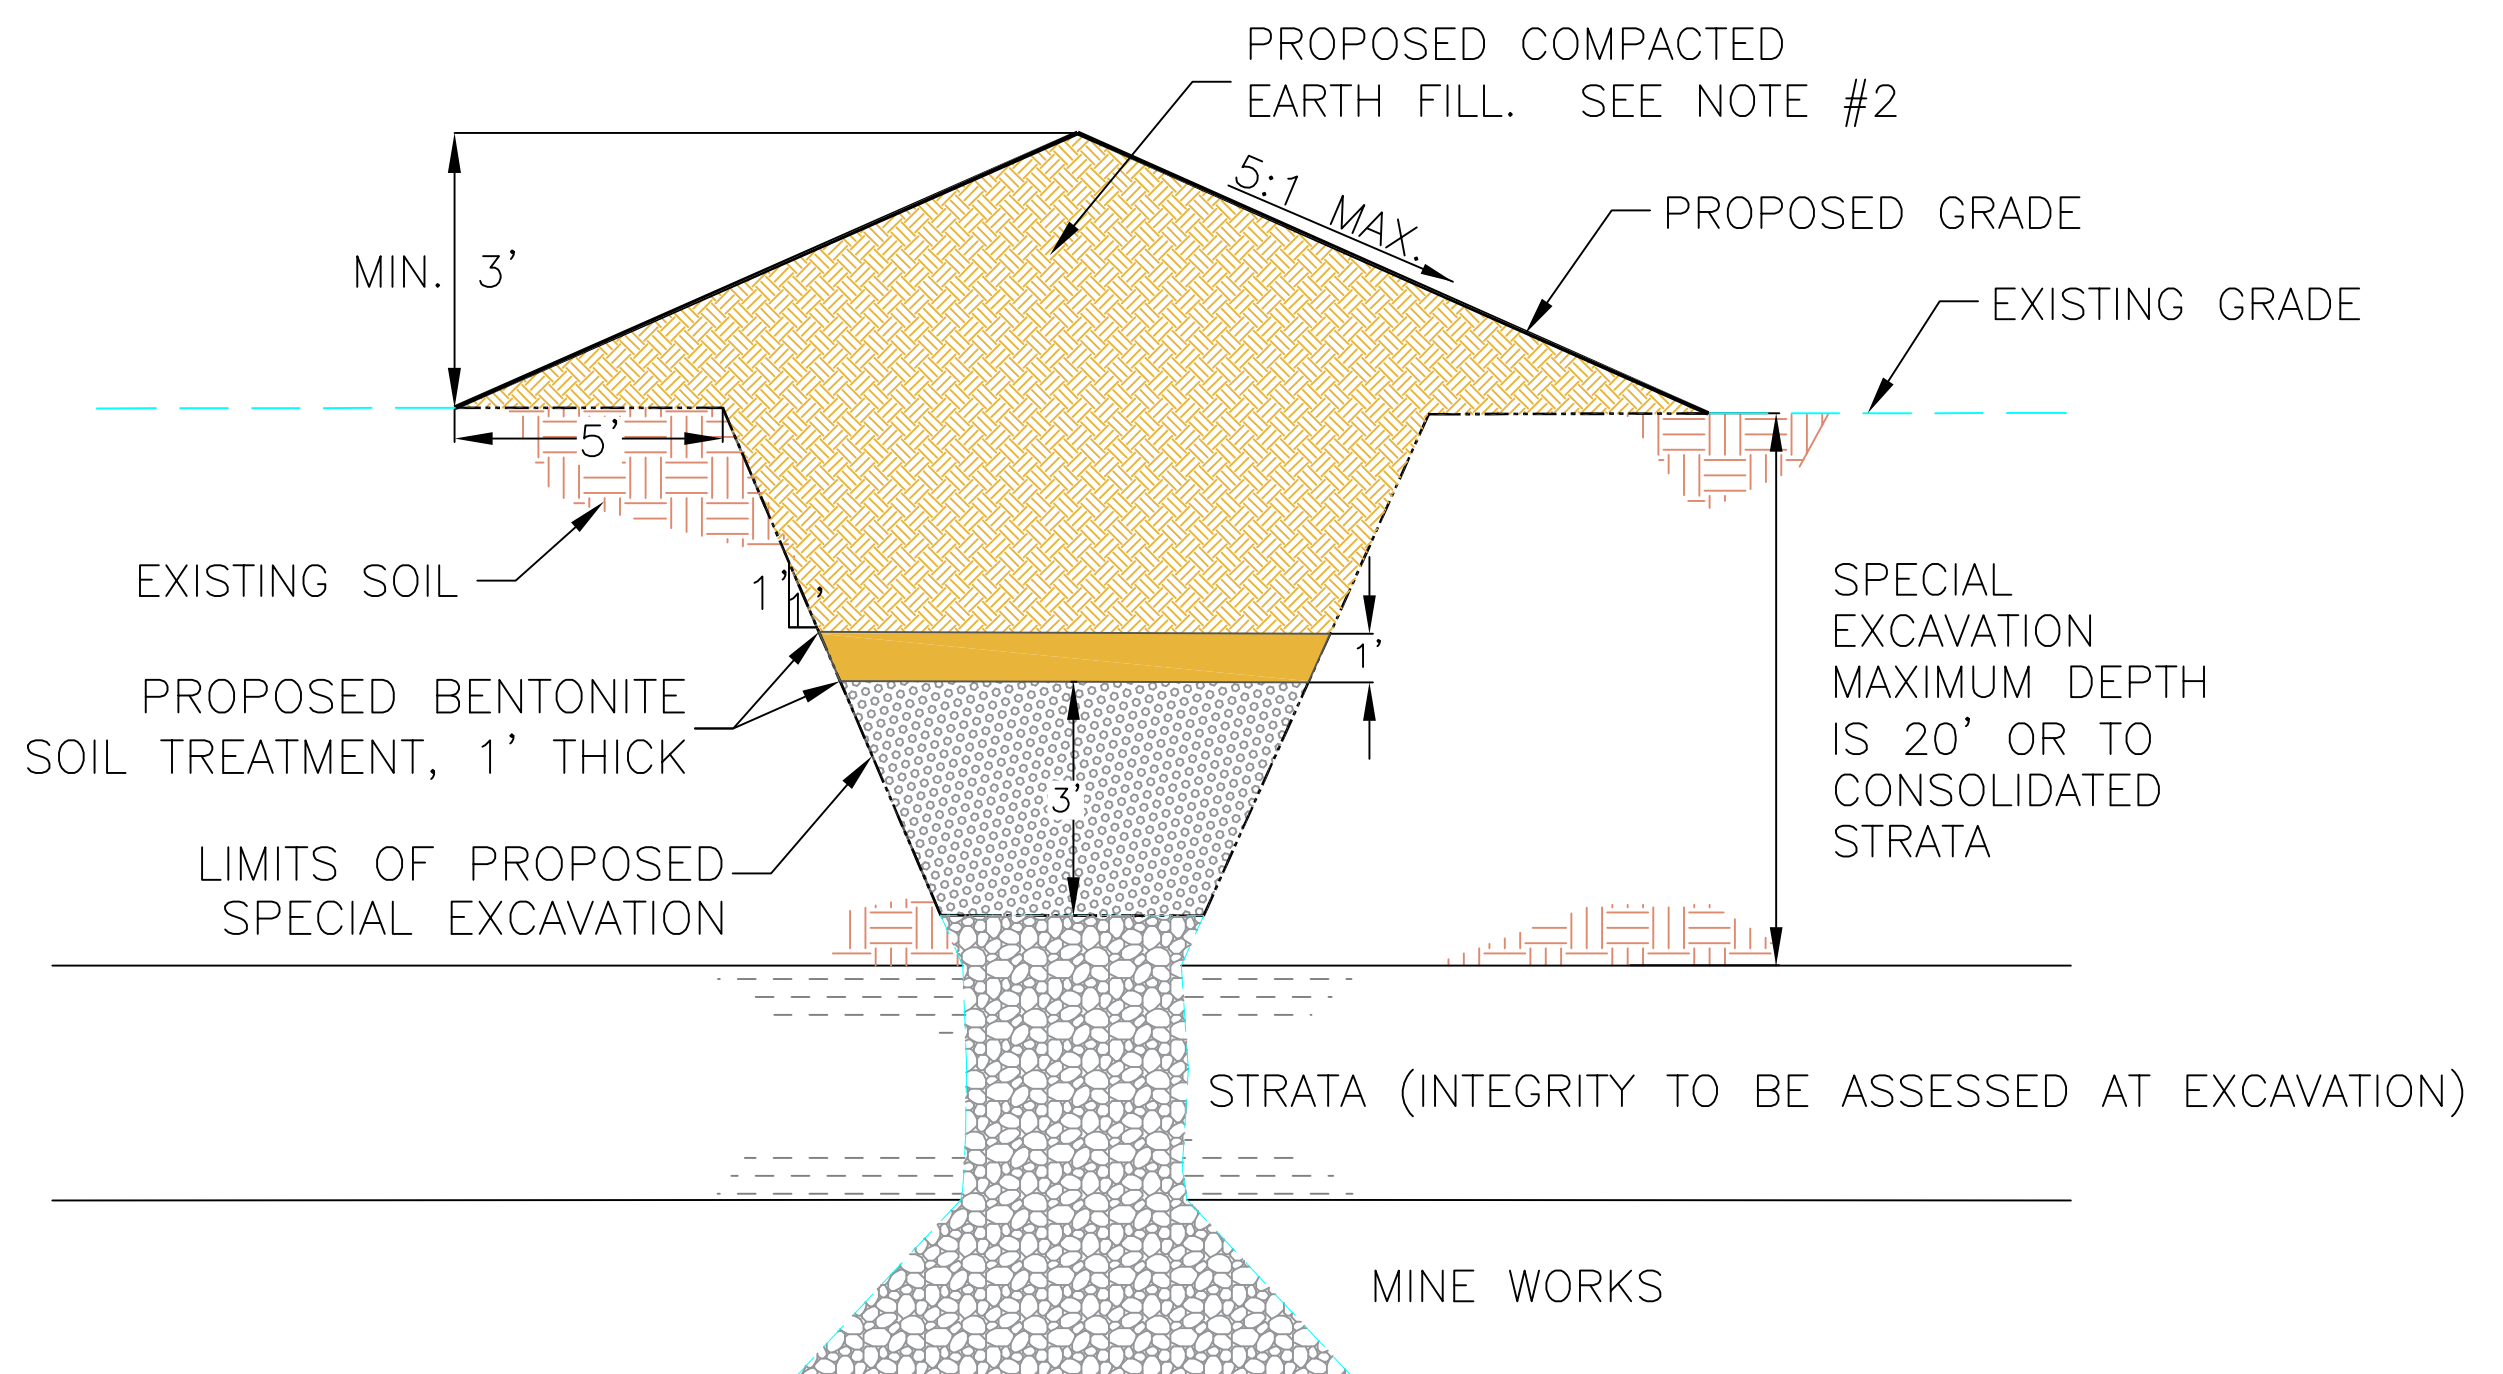 PROPOSED COMPACTED
EARTH FILL. SEE NOTE #2
5:1 MAX.
PROPOSED GRADE
MIN. 3'
EXISTING GRADE
5'
EXISTING SOIL
1'
1'
1'
SPECIAL
EXCAVATION
MAXIMUM DEPTH
IS 20' OR TO
CONSOLIDATED
STRATA
PROPOSED BENTONITE
SOIL TREATMENT, 1' THICK
3'
LIMITS OF PROPOSED
SPECIAL EXCAVATION
STRATA (INTEGRITY TO BE ASSESSED AT EXCAVATION)
MINE WORKS